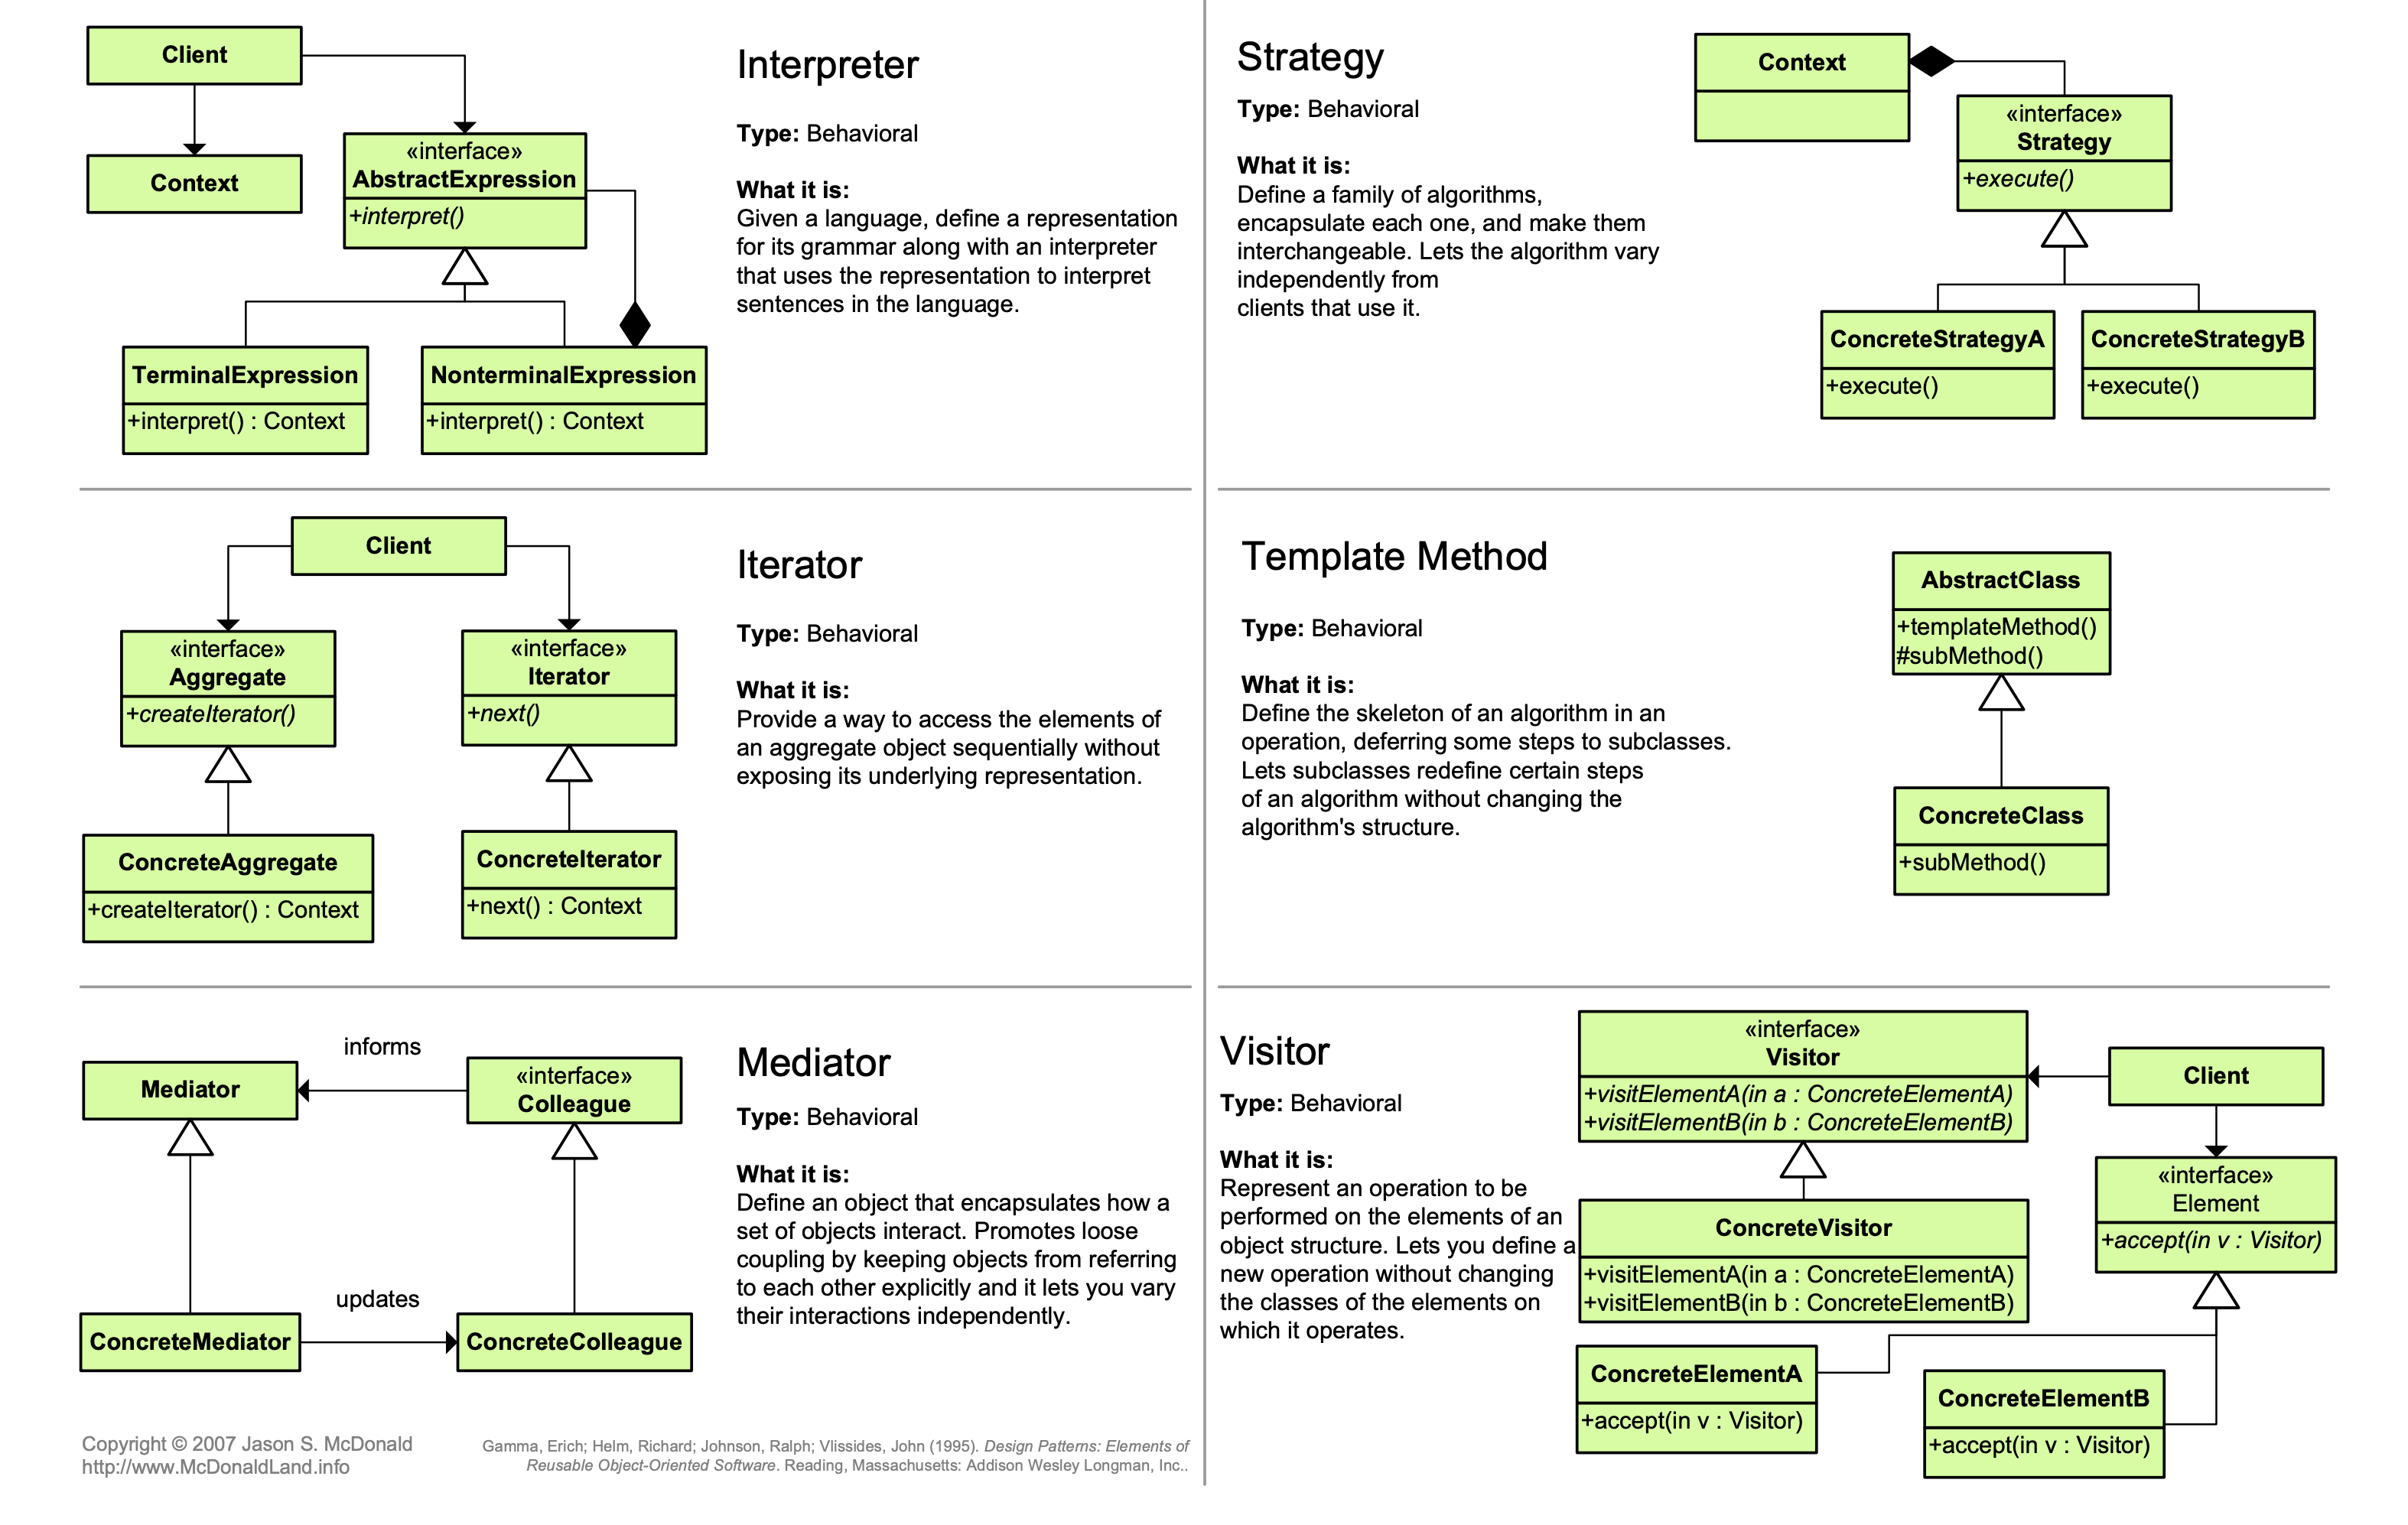 Client
Context
«interface»
AbstractExpression
+interpret()
TerminalExpression
+interpret() : Context
NonterminalExpression
+interpret() : Context
Interpreter
Type: Behavioral
What it is:
Given a language, define a representation
for its grammar along with an interpreter
that uses the representation to interpret
sentences in the language.
Client
«interface»
Aggregate
+createIterator()
«interface»
Iterator
+next()
ConcreteAggregate
+createIterator() : Context
ConcreteIterator
+next() : Context
Iterator
Type: Behavioral
What it is:
Provide a way to access the elements of
an aggregate object sequentially without
exposing its underlying representation.
informs
Mediator
«interface»
Colleague
updates
ConcreteMediator
ConcreteColleague
Mediator
Type: Behavioral
What it is:
Define an object that encapsulates how a
set of objects interact. Promotes loose
coupling by keeping objects from referring
to each other explicitly and it lets you vary
their interactions independently.
Copyright © 2007 Jason S. McDonald
http://www.McDonaldLand.info
Gamma, Erich; Helm, Richard; Johnson, Ralph; Vlissides, John (1995). Design Patterns: Elements of
Reusable Object-Oriented Software. Reading, Massachusetts: Addison Wesley Longman, Inc..
Strategy
Type: Behavioral
What it is:
Define a family of algorithms,
encapsulate each one, and make them
interchangeable. Lets the algorithm vary
independently from
clients that use it.
Context
«interface»
Strategy
+execute()
ConcreteStrategyA
+execute()
ConcreteStrategyB
+execute()
Template Method
Type: Behavioral
What it is:
Define the skeleton of an algorithm in an
operation, deferring some steps to subclasses.
Lets subclasses redefine certain steps
of an algorithm without changing the
algorithm's structure.
AbstractClass
+templateMethod()
#subMethod()
ConcreteClass
+subMethod()
Visitor
Type: Behavioral
What it is:
Represent an operation to be
performed on the elements of an
object structure. Lets you define a
new operation without changing
the classes of the elements on
which it operates.
«interface»
Visitor
+visitElementA(in a : ConcreteElementA)
+visitElementB(in b : ConcreteElementB)
Client
«interface»
Element
+accept(in v : Visitor)
ConcreteVisitor
+visitElementA(in a : ConcreteElementA)
+visitElementB(in b : ConcreteElementB)
ConcreteElementA
+accept(in v : Visitor)
ConcreteElementB
+accept(in v : Visitor)